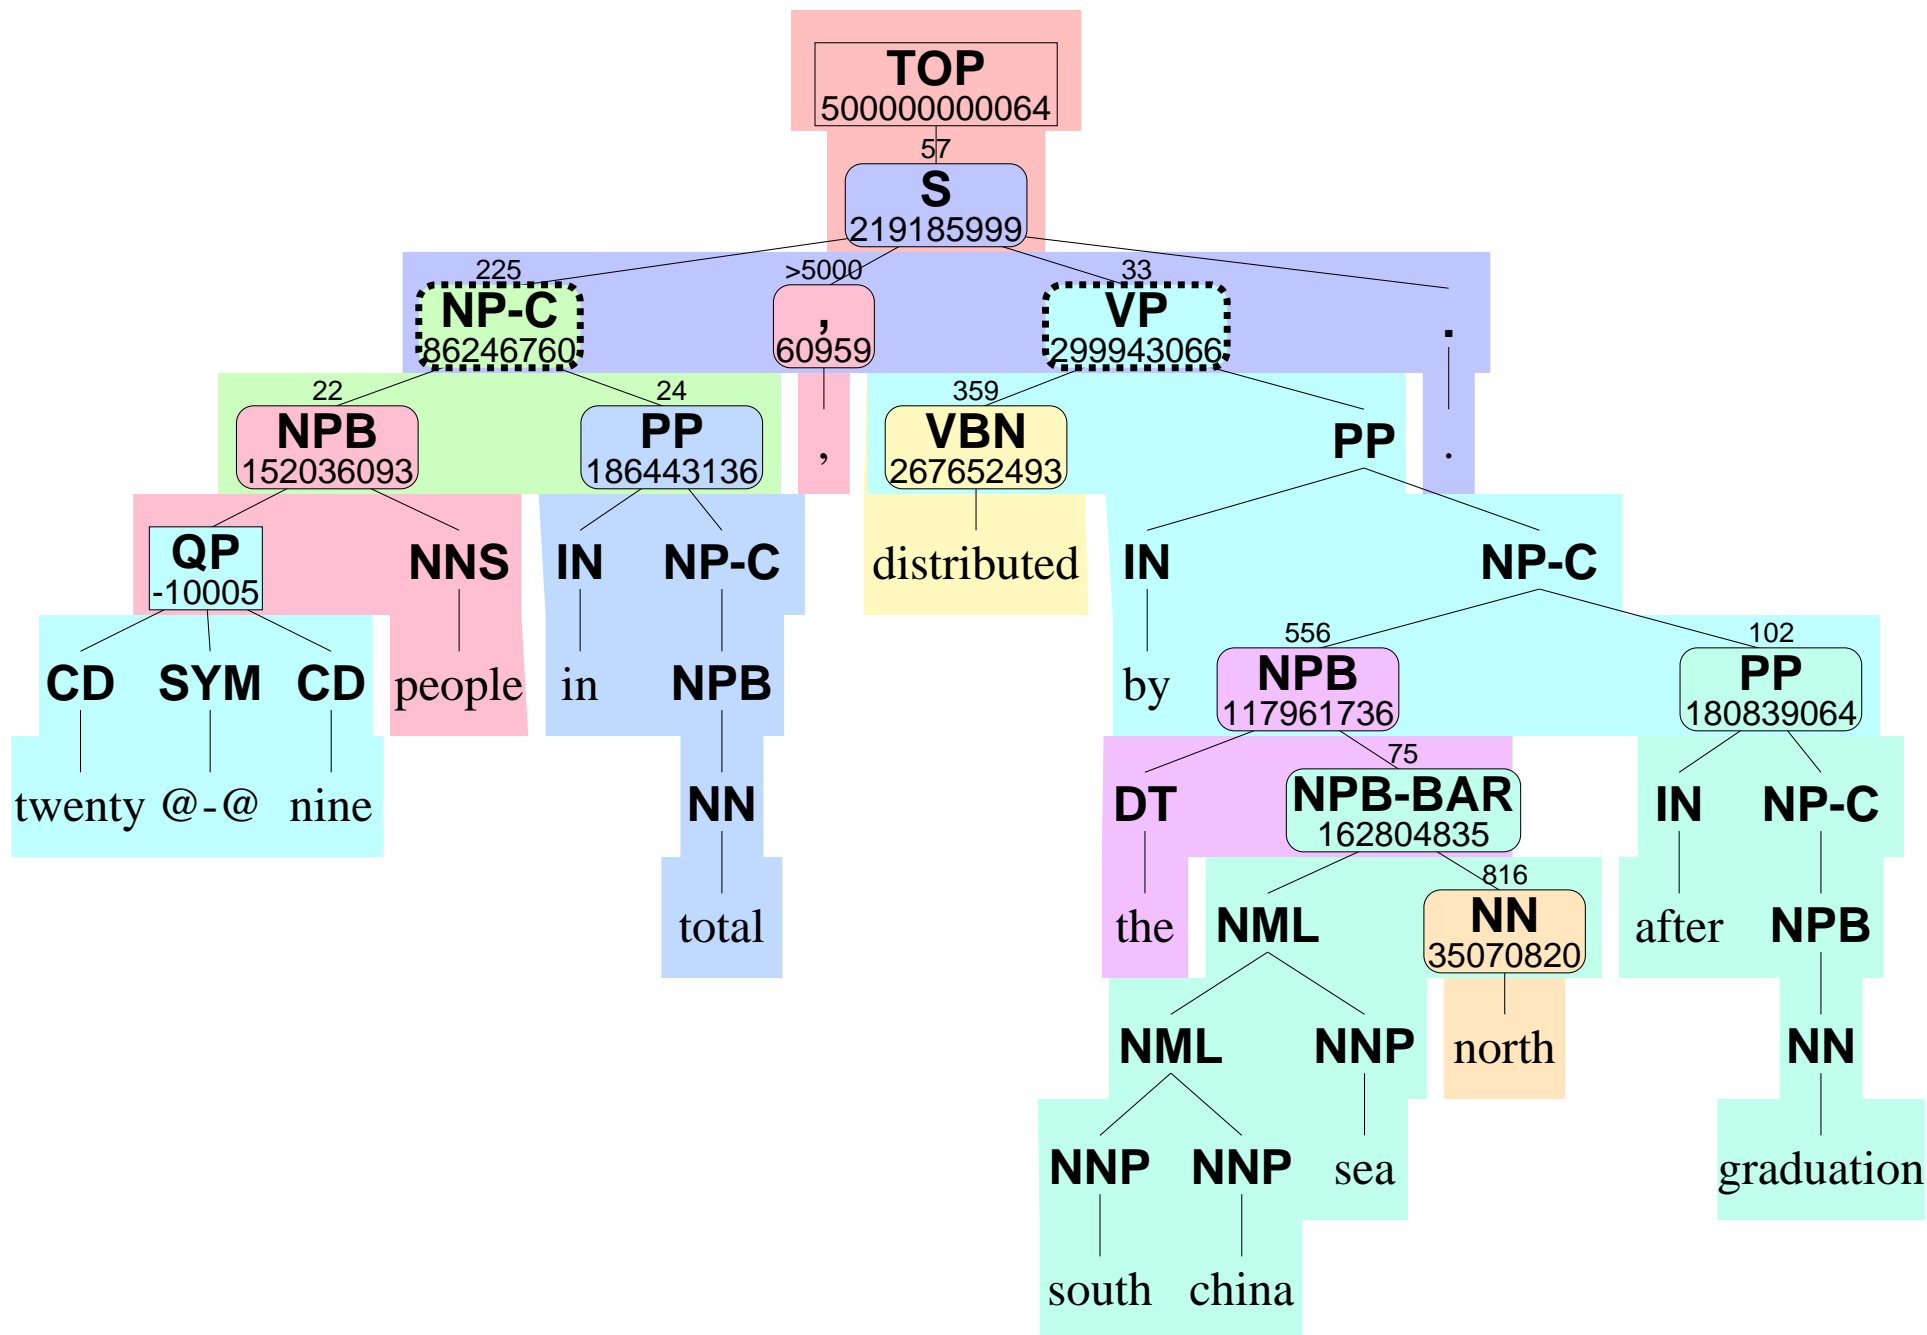 TOP
500000000064
57
S
219185999
225 >5000 33
NP-C , VP .
86246760 60959 299943066
22 24 359
NPB PP , VBN PP .
152036093 186443136 267652493
QP NNS IN NP-C distributed IN NP-C
-10005
556 102
CD SYM CD people in NPB by NPB PP
117961736 180839064
75
twenty @-@ nine NN DT NPB-BAR IN NP-C
162804835
816
total the NML NN after NPB
35070820
NML NNP north NN
NNP NNP sea graduation
south china